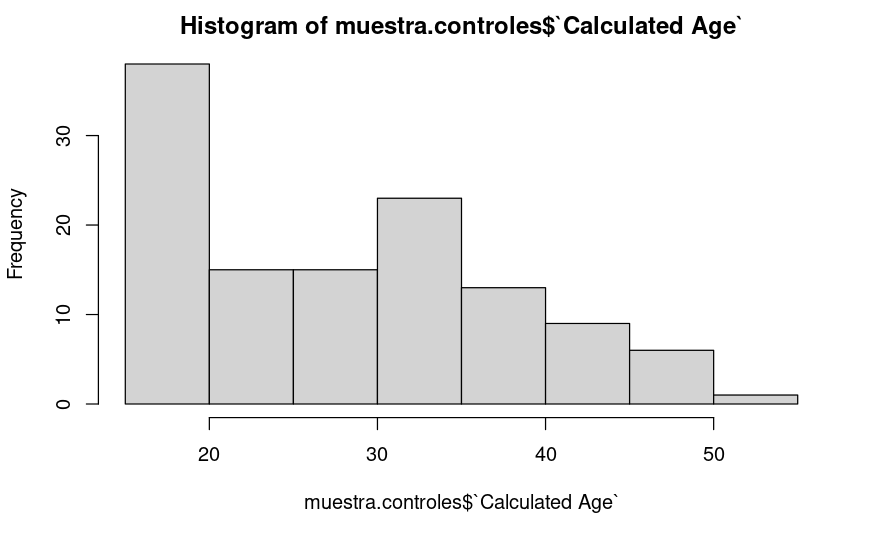 Histogram of muestra.controles$`Calculated Age`
Frequency
30
20
10
0
20 30 40 50
muestra.controles$`Calculated Age`